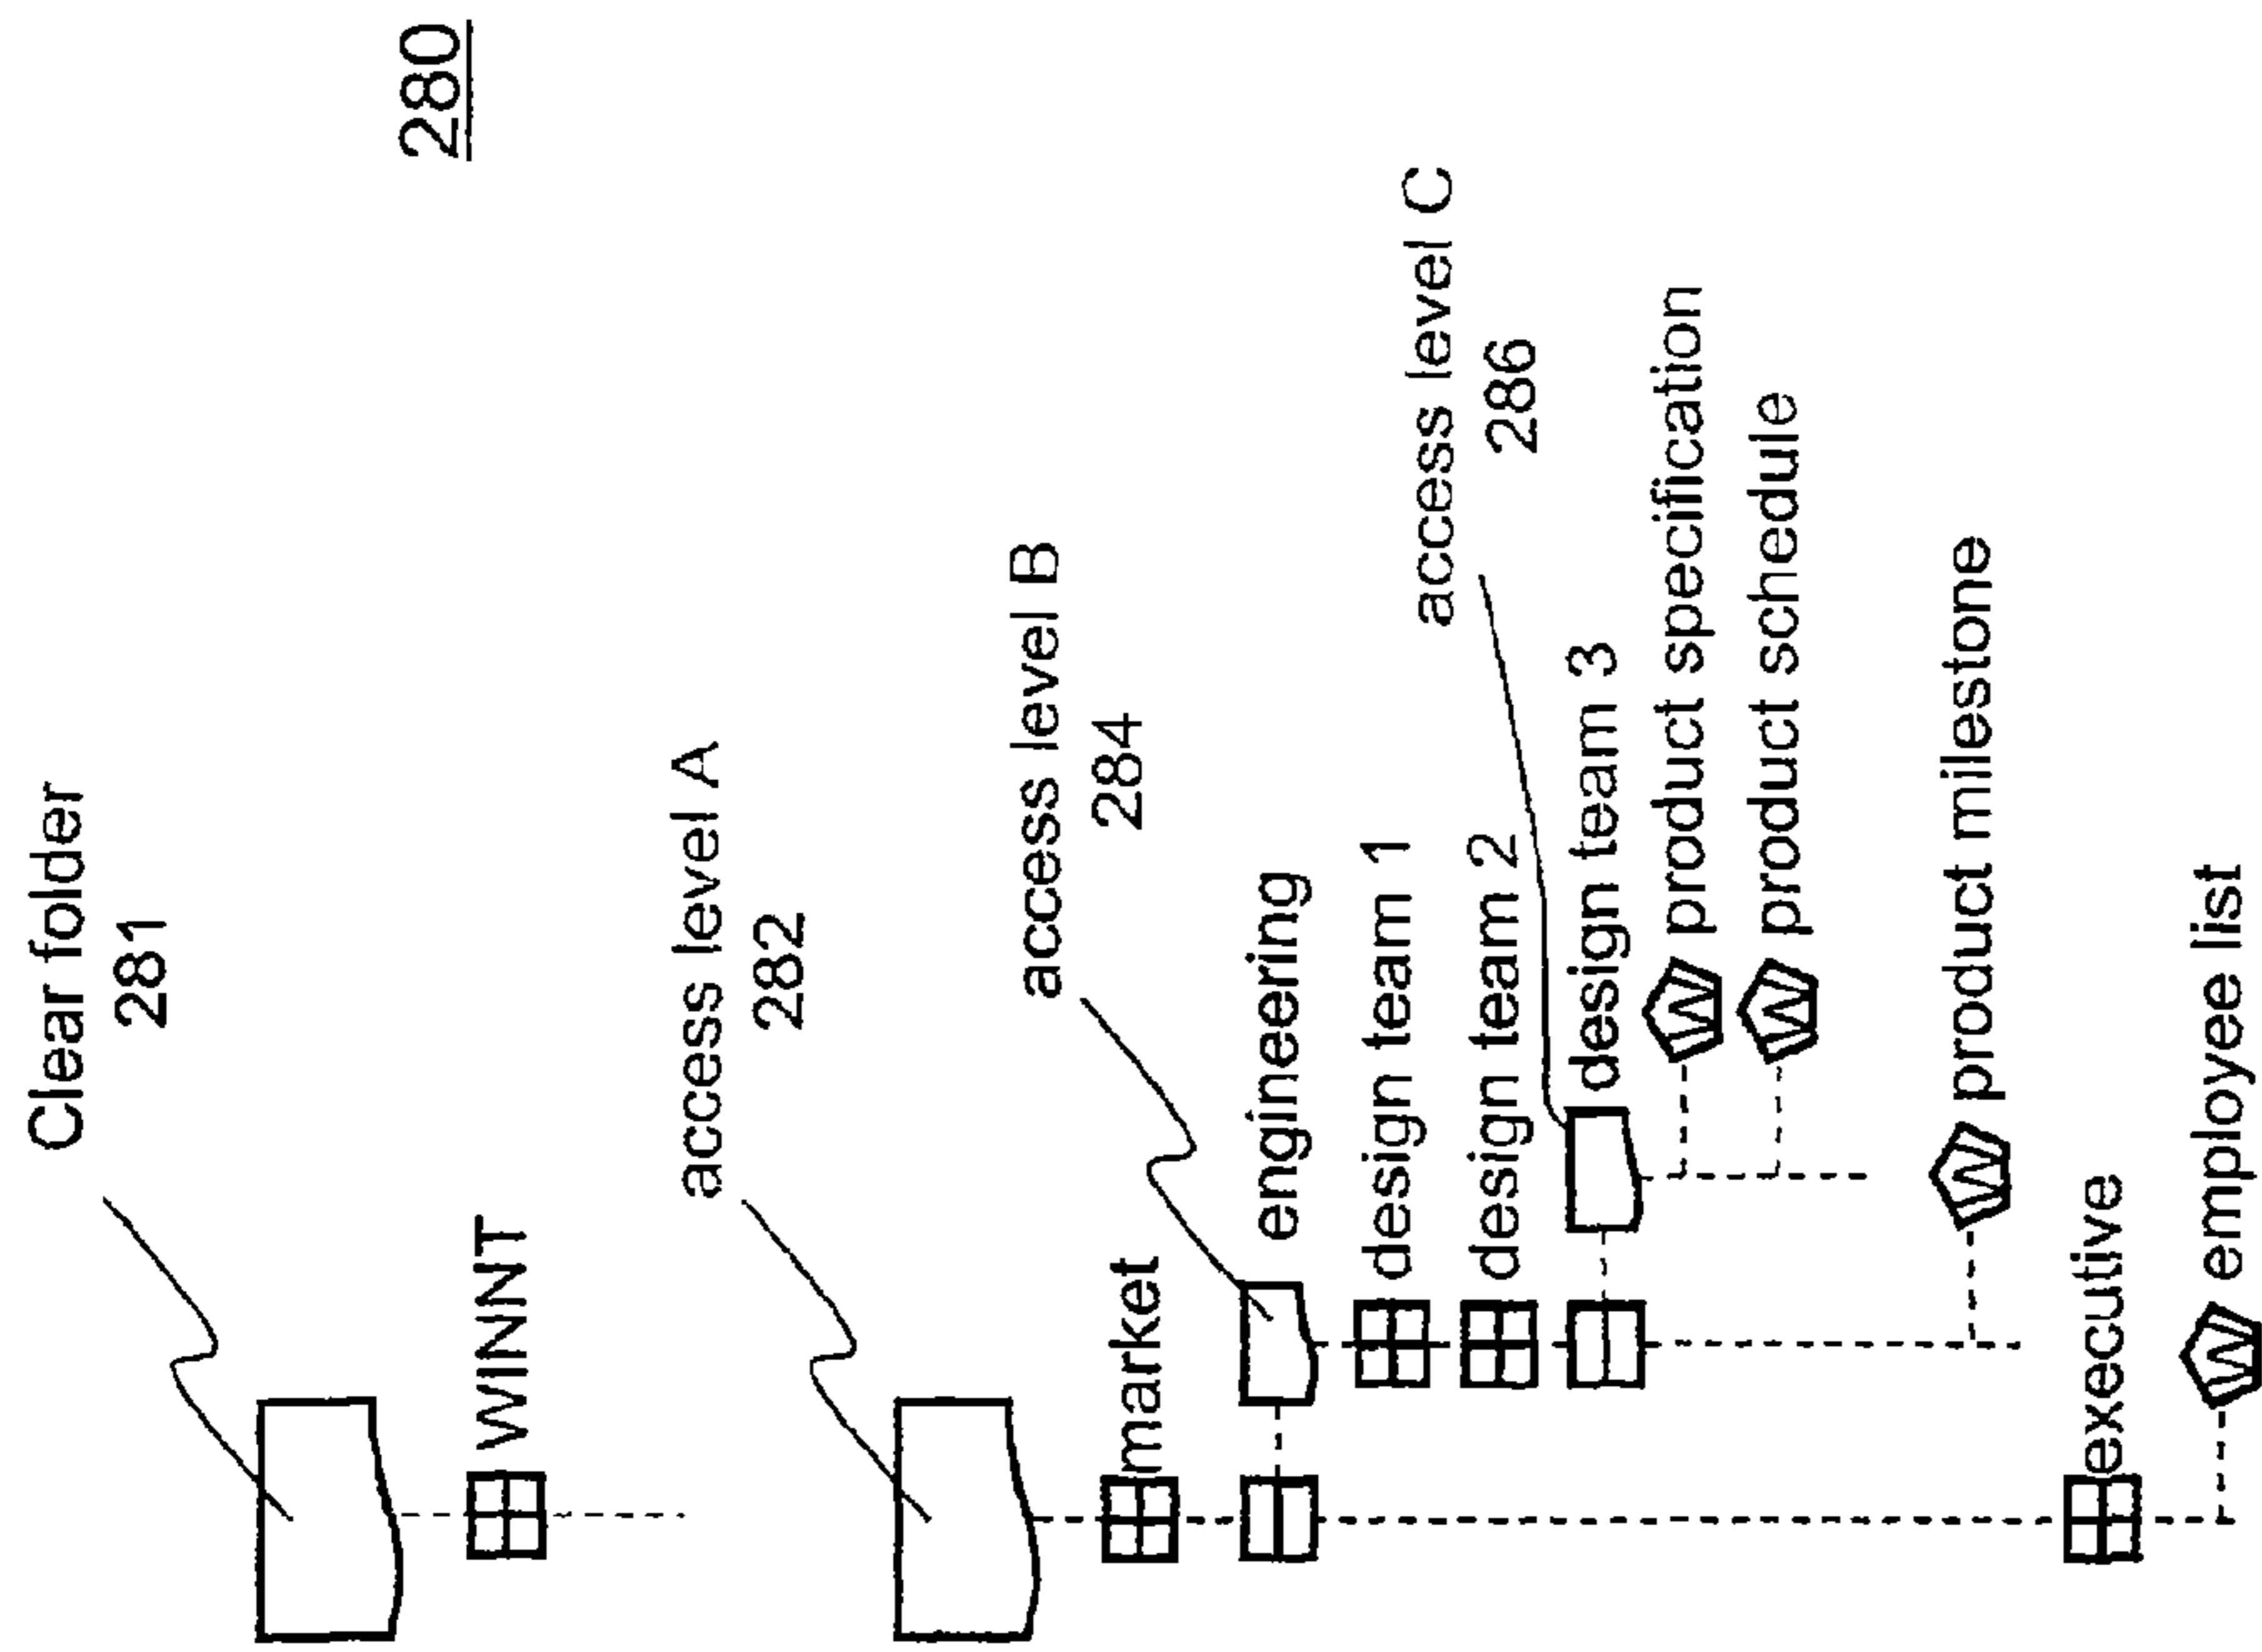 280
Clear folder
281
WINNT
access level A
282
market
access level B
284
engineering
design team 1
design team 2
access level C
286
design team 3
W product specification
W product schedule
W product milestone
executive
W employee list